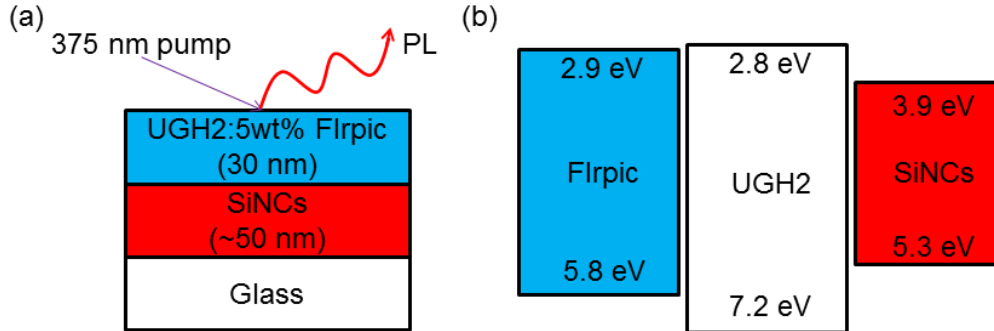 (a)
375 nm pump
PL
UGH2:5wt% FIrpic
(30 nm)
SiNCs
(~50 nm)
Glass
(b)
2.9 eV
2.8 eV
3.9 eV
FIrpic
UGH2
SiNCs
5.8 eV
7.2 eV
5.3 eV